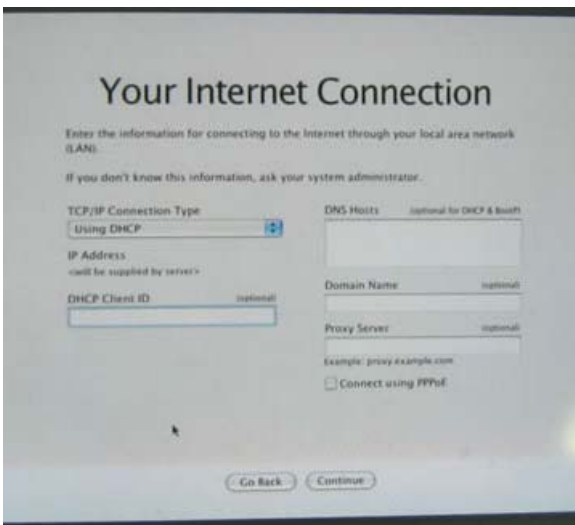 Your Internet Connection
Enter the information for connecting to the Internet through your local area network
(LAN).
If you don't know this information, ask your system administrator.
TCP/IP Connection Type
Using DHCP
IP Address
<will be supplied by server>
DHCP Client ID (optional)
DNS Hosts (optional for DHCP & BootP)
Domain Name (optional)
Proxy Server (optional)
Example: proxy.example.com
Connect using PPPoE
Go Back Continue